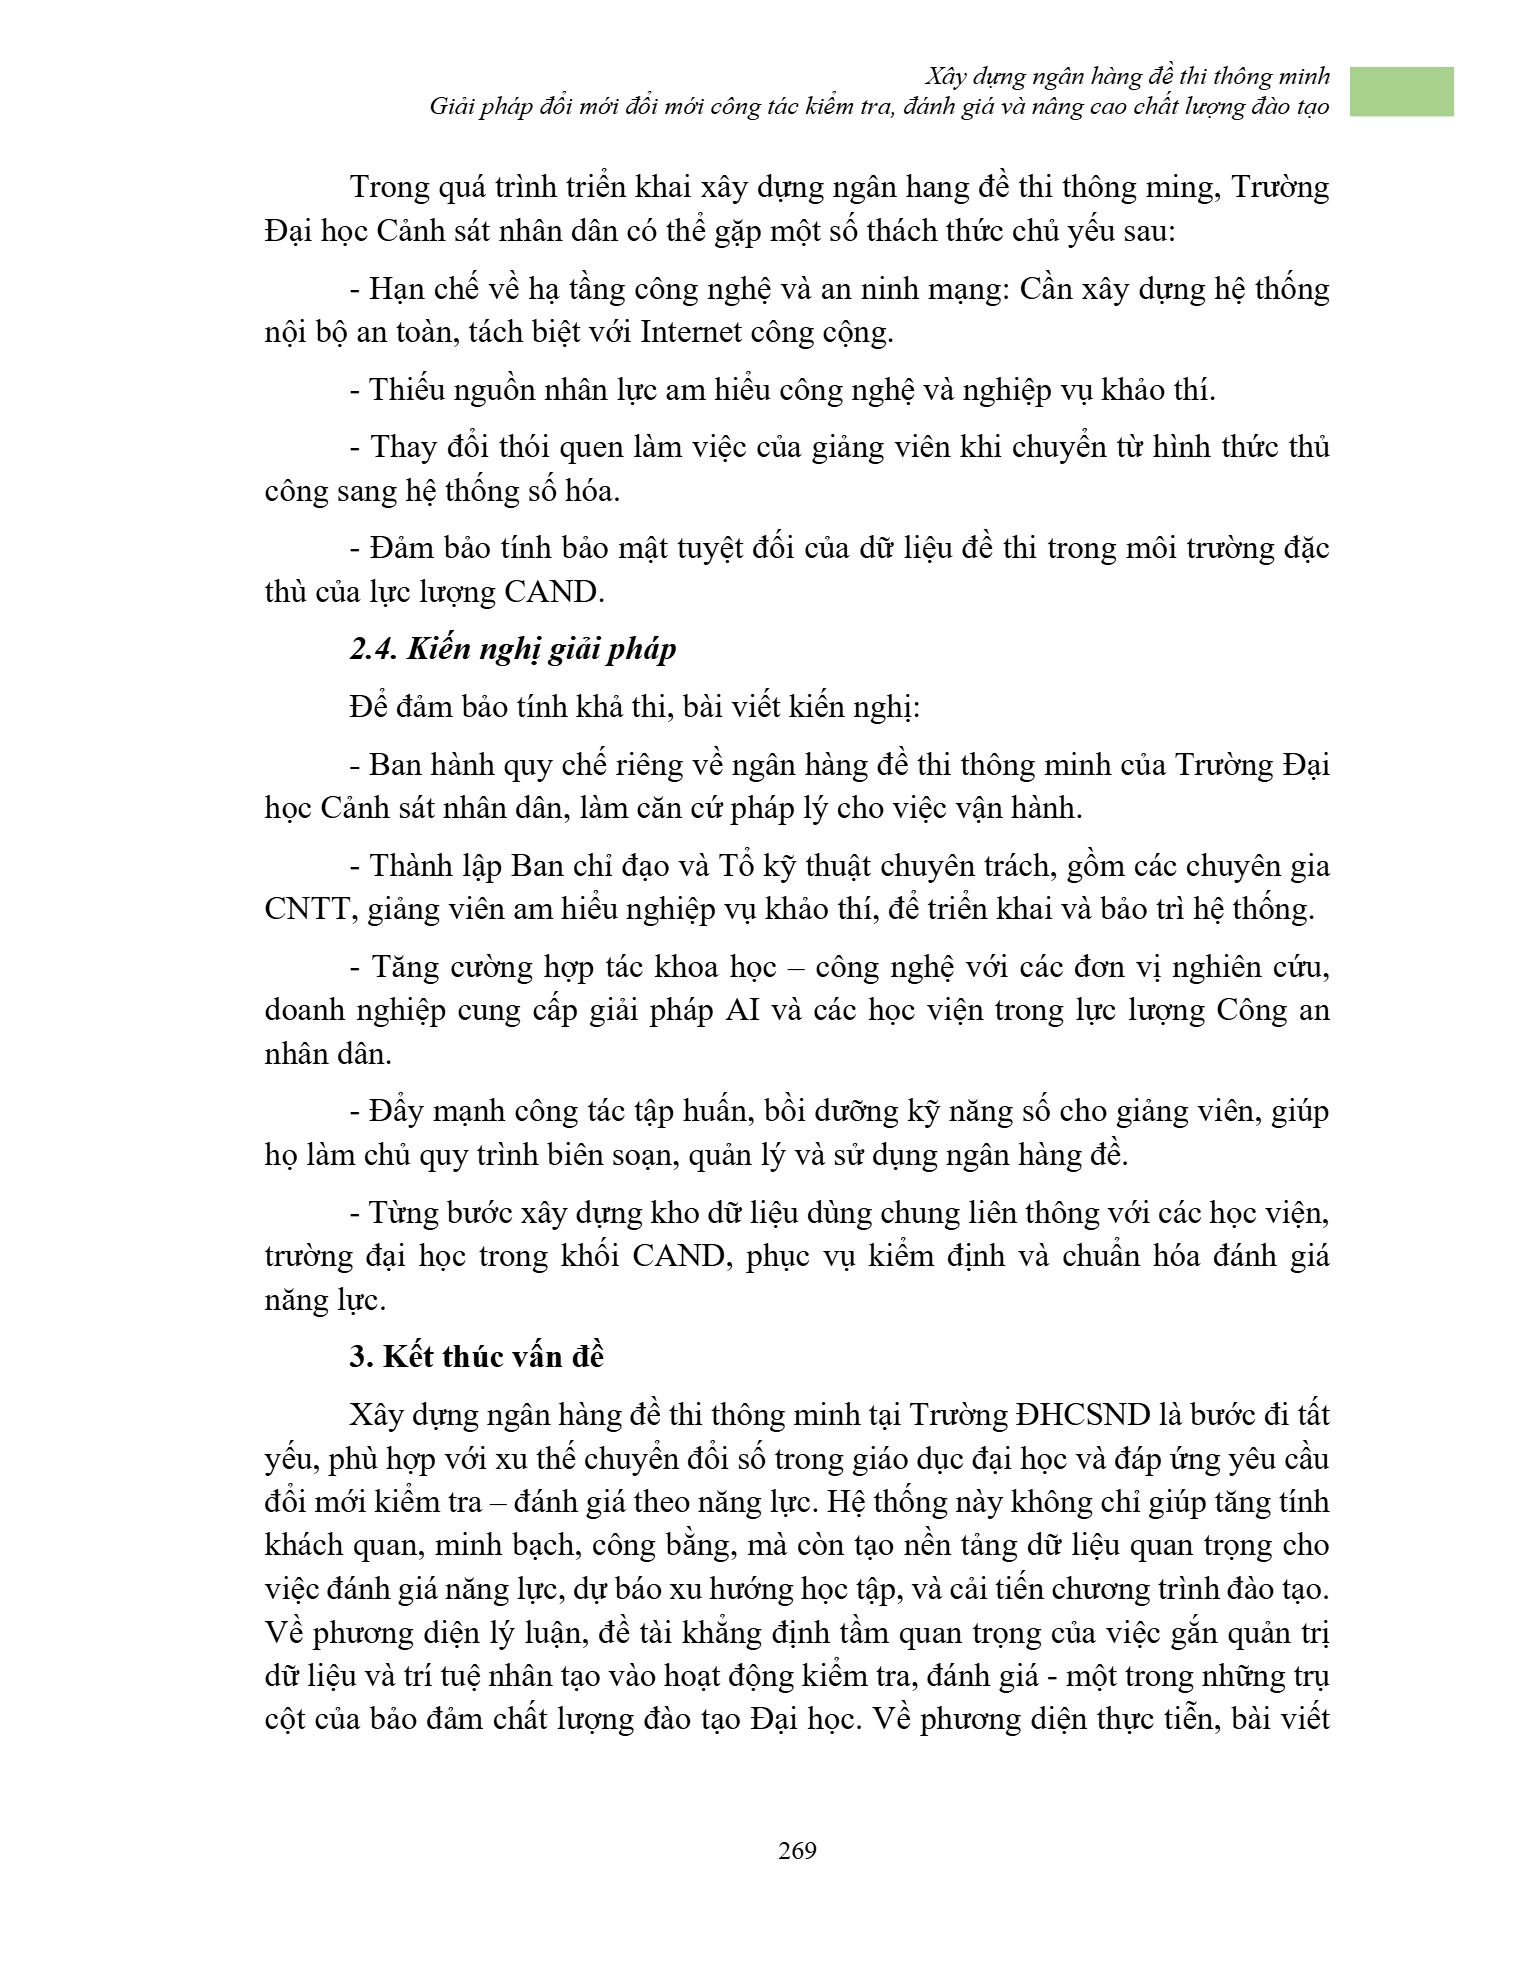 Xây dựng ngân hàng đề thi thông minh
Giải pháp đổi mới đổi mới công tác kiểm tra, đánh giá và nâng cao chất lượng đào tạo
Trong quá trình triển khai xây dựng ngân hang đề thi thông ming, Trường
Đại học Cảnh sát nhân dân có thể gặp một số thách thức chủ yếu sau:
- Hạn chế về hạ tầng công nghệ và an ninh mạng: Cần xây dựng hệ thống
nội bộ an toàn, tách biệt với Internet công cộng.
- Thiếu nguồn nhân lực am hiểu công nghệ và nghiệp vụ khảo thí.
- Thay đổi thói quen làm việc của giảng viên khi chuyển từ hình thức thủ
công sang hệ thống số hóa.
- Đảm bảo tính bảo mật tuyệt đối của dữ liệu đề thi trong môi trường đặc
thù của lực lượng CAND.
2.4. Kiến nghị giải pháp
Để đảm bảo tính khả thi, bài viết kiến nghị:
- Ban hành quy chế riêng về ngân hàng đề thi thông minh của Trường Đại
học Cảnh sát nhân dân, làm căn cứ pháp lý cho việc vận hành.
- Thành lập Ban chỉ đạo và Tổ kỹ thuật chuyên trách, gồm các chuyên gia
CNTT, giảng viên am hiểu nghiệp vụ khảo thí, để triển khai và bảo trì hệ thống.
- Tăng cường hợp tác khoa học – công nghệ với các đơn vị nghiên cứu,
doanh nghiệp cung cấp giải pháp AI và các học viện trong lực lượng Công an
nhân dân.
- Đẩy mạnh công tác tập huấn, bồi dưỡng kỹ năng số cho giảng viên, giúp
họ làm chủ quy trình biên soạn, quản lý và sử dụng ngân hàng đề.
- Từng bước xây dựng kho dữ liệu dùng chung liên thông với các học viện,
trường đại học trong khối CAND, phục vụ kiểm định và chuẩn hóa đánh giá
năng lực.
3. Kết thúc vấn đề
Xây dựng ngân hàng đề thi thông minh tại Trường ĐHCSND là bước đi tất
yếu, phù hợp với xu thế chuyển đổi số trong giáo dục đại học và đáp ứng yêu cầu
đổi mới kiểm tra – đánh giá theo năng lực. Hệ thống này không chỉ giúp tăng tính
khách quan, minh bạch, công bằng, mà còn tạo nền tảng dữ liệu quan trọng cho
việc đánh giá năng lực, dự báo xu hướng học tập, và cải tiến chương trình đào tạo.
Về phương diện lý luận, đề tài khẳng định tầm quan trọng của việc gắn quản trị
dữ liệu và trí tuệ nhân tạo vào hoạt động kiểm tra, đánh giá - một trong những trụ
cột của bảo đảm chất lượng đào tạo Đại học. Về phương diện thực tiễn, bài viết
269